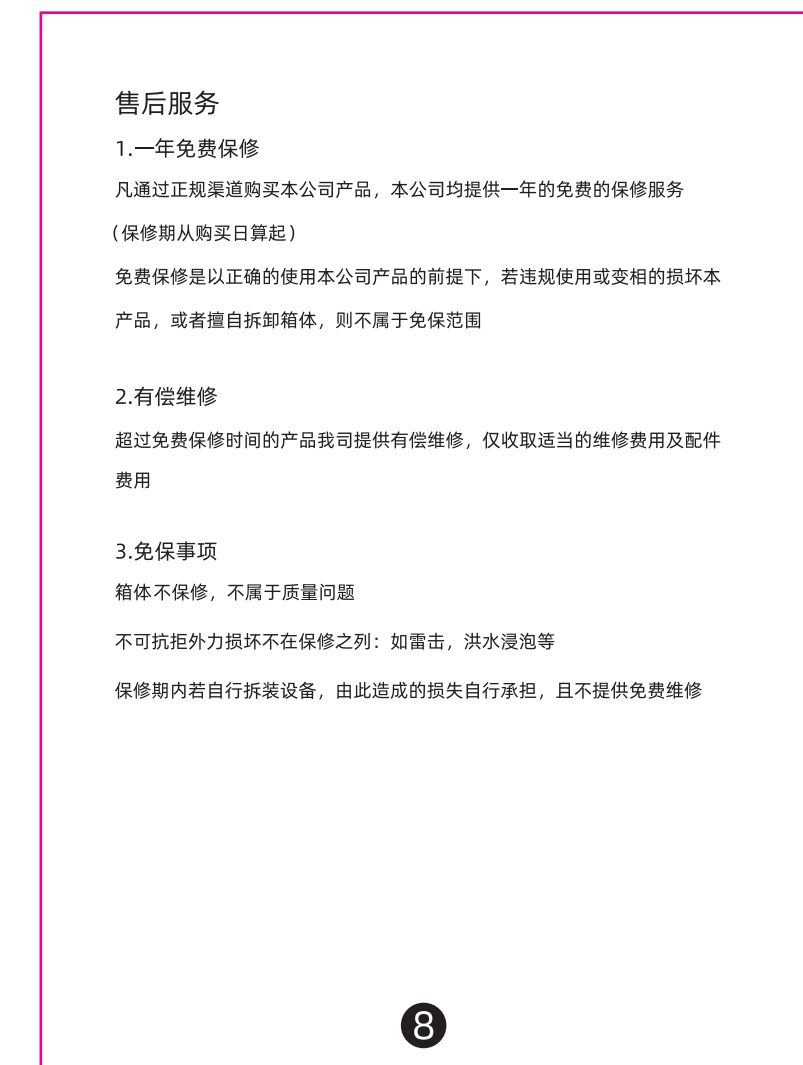 售后服务
1.一年免费保修
凡通过正规渠道购买本公司产品，本公司均提供一年的免费的保修服务
（保修期从购买日算起）
免费保修是以正确的使用本公司产品的前提下，若违规使用或变相的损坏本
产品，或者擅自拆卸箱体，则不属于免保范围
2.有偿维修
超过免费保修时间的产品我司提供有偿维修，仅收取适当的维修费用及配件
费用
3.免保事项
箱体不保修，不属于质量问题
不可抗拒外力损坏不在保修之列：如雷击，洪水浸泡等
保修期内若自行拆装设备，由此造成的损失自行承担，且不提供免费维修
8